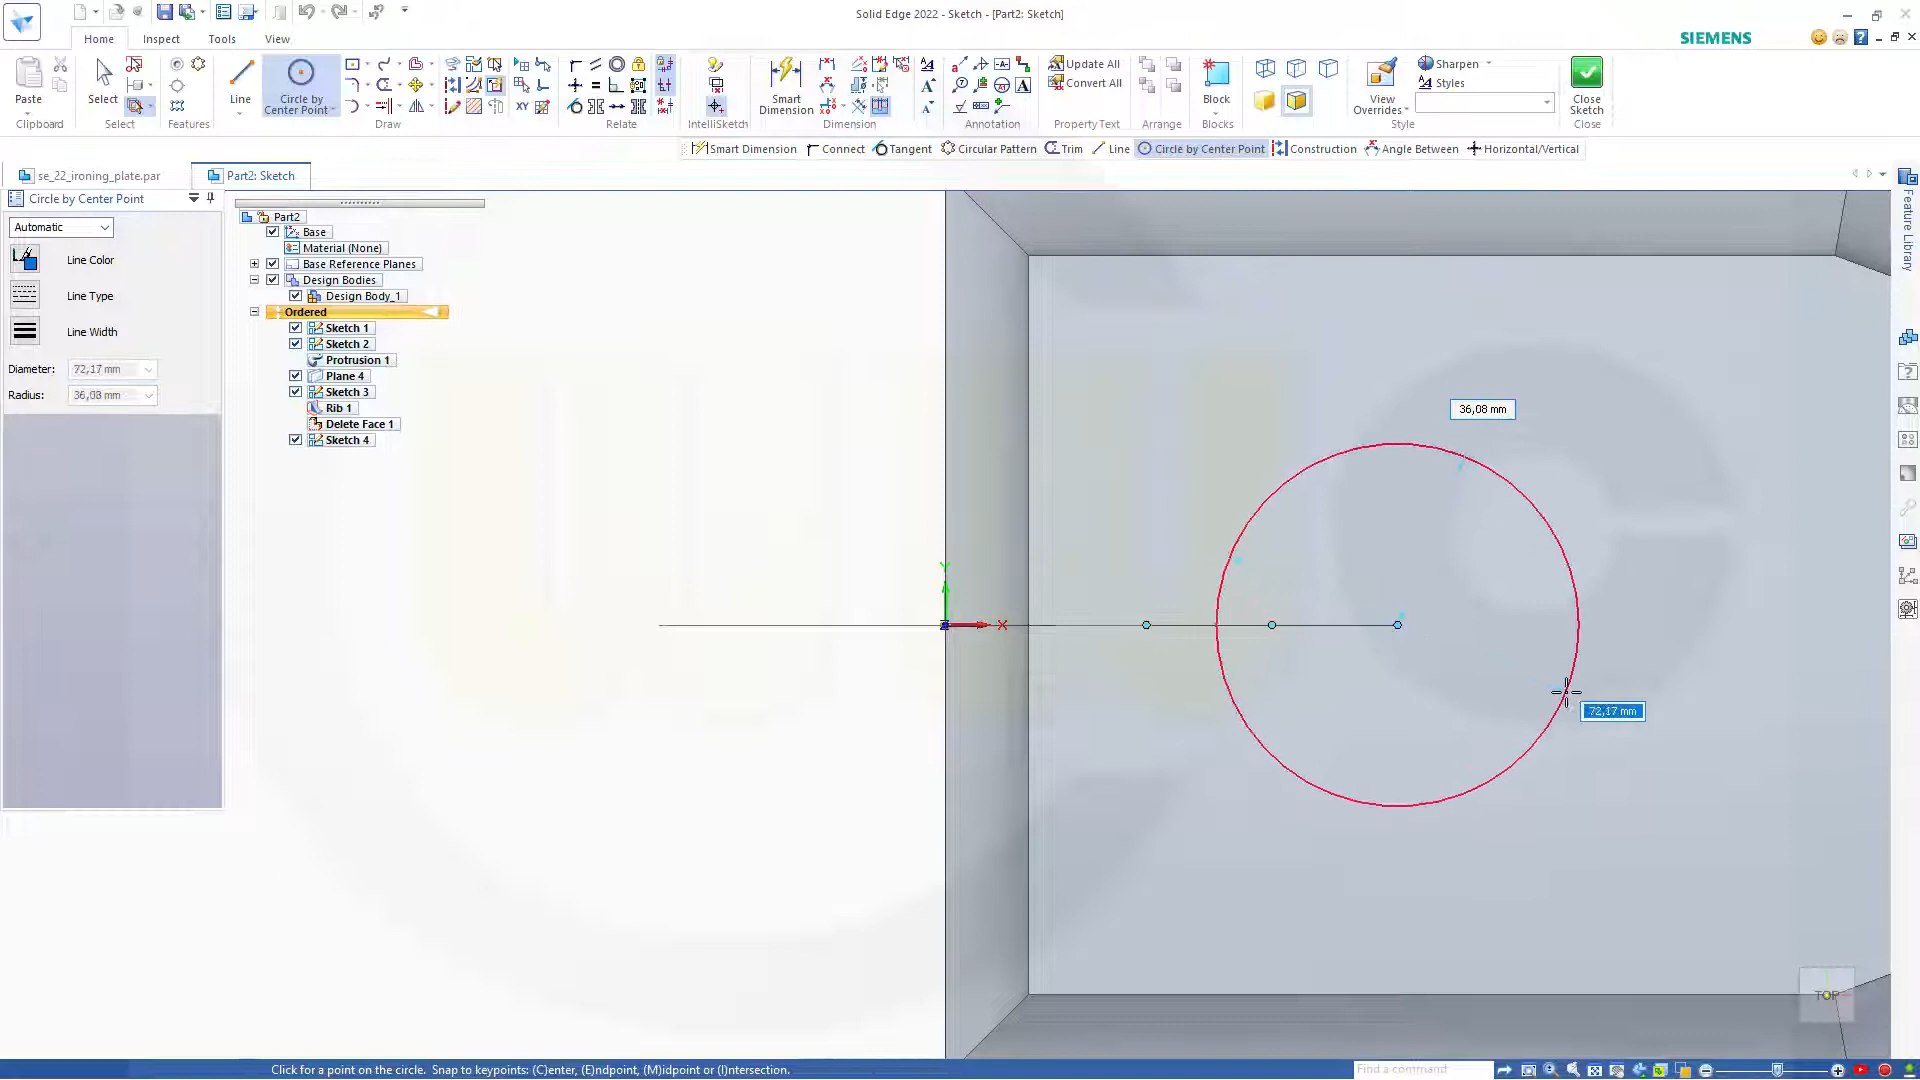 Solid Edge 2022 - Sketch - [Part2: Sketch]
Home
Inspect
Tools
View
SIEMENS
Paste
Select
Line
Circle by
Center Point
Smart
Dimension
Update All
Convert All
Block
View
Overrides
Sharpen
Styles
Close
Sketch
Clipboard
Select
Features
Draw
Relate
IntelliSketch
Dimension
Annotation
Property Text
Arrange
Blocks
Style
Close
Smart Dimension
Connect
Tangent
Circular Pattern
Trim
Line
Circle by Center Point
Construction
Angle Between
Horizontal/Vertical
se_22_ironing_plate.par
Part2: Sketch
Circle by Center Point
Automatic
Line Color
Line Type
Line Width
Diameter: 72,17 mm
Radius: 36,08 mm
Part2
Base
Material (None)
Base Reference Planes
Design Bodies
Design Body_1
Ordered
Sketch 1
Sketch 2
Protrusion 1
Plane 4
Sketch 3
Rib 1
Delete Face 1
Sketch 4
Feature Library
36,08 mm
Y
X
72,17 mm
TOP
Click for a point on the circle. Snap to keypoints: (C)enter, (E)ndpoint, (M)idpoint or (I)ntersection.
Find a command